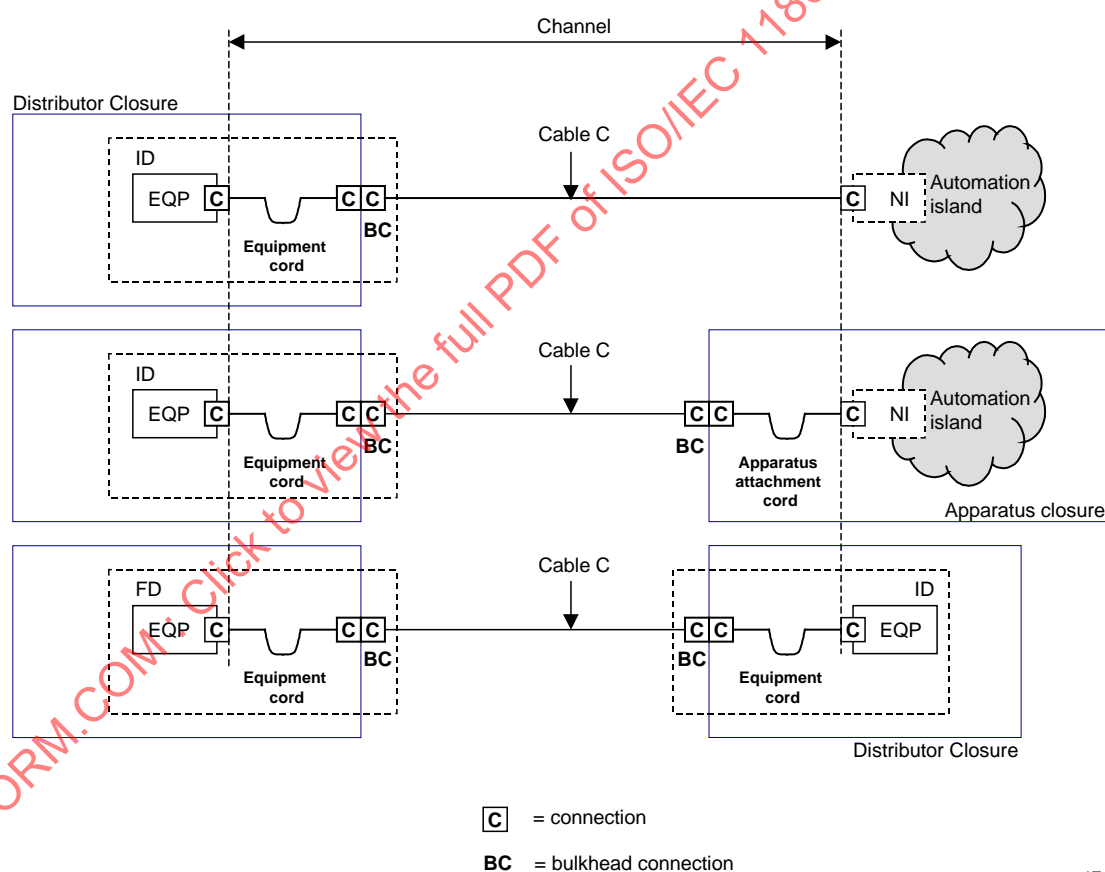 Channel
Distributor Closure
Cable C
ID
EQP
C
C
C
BC
Equipment
cord
C
NI
Automation
island
Cable C
ID
EQP
C
C
C
BC
Equipment
cord
C
C
BC
Apparatus
attachment
cord
C
NI
Automation
island
Apparatus closure
Cable C
FD
EQP
C
C
C
BC
Equipment
cord
C
C
BC
Equipment
cord
C
ID
EQP
Distributor Closure
C = connection
BC = bulkhead connection
ORM.COM : Click to view the full PDF of ISO/IEC